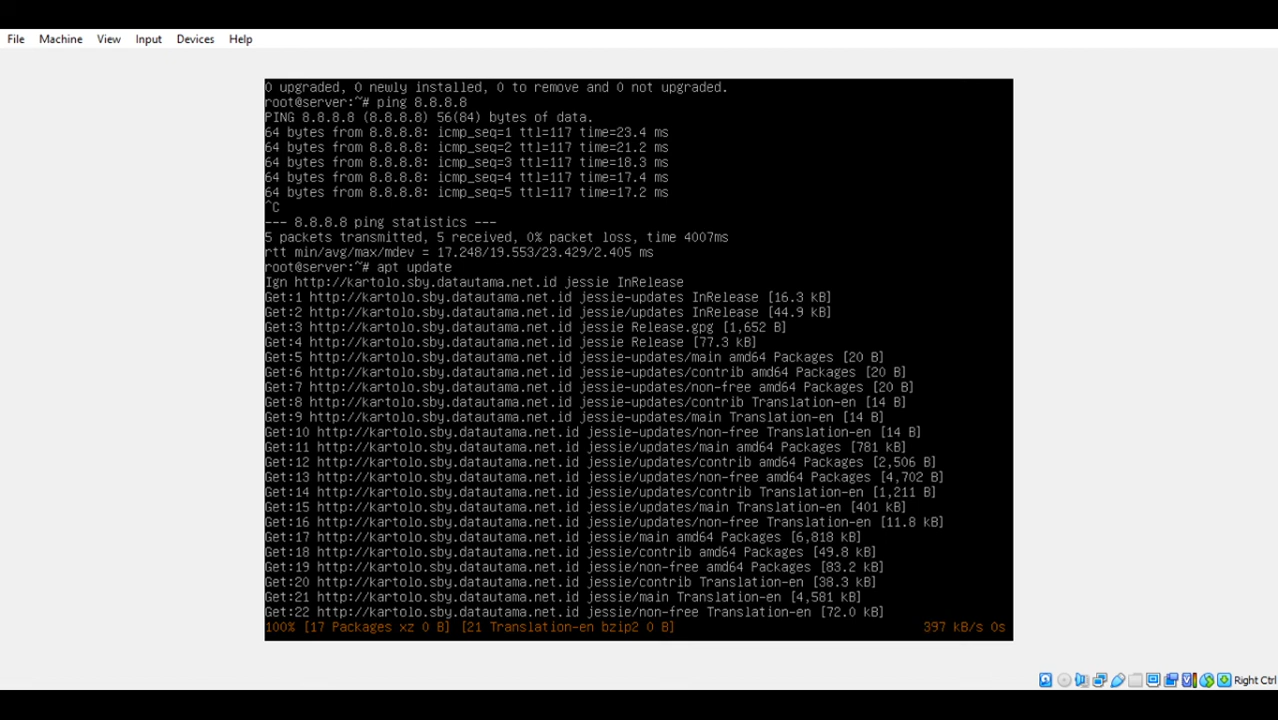 File Machine View Input Devices Help
0 upgraded, 0 newly installed, 0 to remove and 0 not upgraded.
root@server:~# ping 8.8.8.8
PING 8.8.8.8 (8.8.8.8) 56(84) bytes of data.
64 bytes from 8.8.8.8: icmp_seq=1 ttl=117 time=23.4 ms
64 bytes from 8.8.8.8: icmp_seq=2 ttl=117 time=21.2 ms
64 bytes from 8.8.8.8: icmp_seq=3 ttl=117 time=18.3 ms
64 bytes from 8.8.8.8: icmp_seq=4 ttl=117 time=17.4 ms
64 bytes from 8.8.8.8: icmp_seq=5 ttl=117 time=17.2 ms
^C
--- 8.8.8.8 ping statistics ---
5 packets transmitted, 5 received, 0% packet loss, time 4007ms
rtt min/avg/max/mdev = 17.248/19.553/23.429/2.405 ms
root@server:~# apt update
Ign http://kartolo.sby.datautama.net.id jessie InRelease
Get:1 http://kartolo.sby.datautama.net.id jessie-updates InRelease [16.3 kB]
Get:2 http://kartolo.sby.datautama.net.id jessie/updates InRelease [44.9 kB]
Get:3 http://kartolo.sby.datautama.net.id jessie Release.gpg [1,652 B]
Get:4 http://kartolo.sby.datautama.net.id jessie Release [77.3 kB]
Get:5 http://kartolo.sby.datautama.net.id jessie-updates/main amd64 Packages [20 B]
Get:6 http://kartolo.sby.datautama.net.id jessie-updates/contrib amd64 Packages [20 B]
Get:7 http://kartolo.sby.datautama.net.id jessie-updates/non-free amd64 Packages [20 B]
Get:8 http://kartolo.sby.datautama.net.id jessie-updates/contrib Translation-en [14 B]
Get:9 http://kartolo.sby.datautama.net.id jessie-updates/main Translation-en [14 B]
Get:10 http://kartolo.sby.datautama.net.id jessie-updates/non-free Translation-en [14 B]
Get:11 http://kartolo.sby.datautama.net.id jessie/updates/main amd64 Packages [781 kB]
Get:12 http://kartolo.sby.datautama.net.id jessie/updates/contrib amd64 Packages [2,506 B]
Get:13 http://kartolo.sby.datautama.net.id jessie/updates/non-free amd64 Packages [4,702 B]
Get:14 http://kartolo.sby.datautama.net.id jessie/updates/contrib Translation-en [1,211 B]
Get:15 http://kartolo.sby.datautama.net.id jessie/updates/main Translation-en [401 kB]
Get:16 http://kartolo.sby.datautama.net.id jessie/updates/non-free Translation-en [11.8 kB]
Get:17 http://kartolo.sby.datautama.net.id jessie/main amd64 Packages [6,818 kB]
Get:18 http://kartolo.sby.datautama.net.id jessie/contrib amd64 Packages [49.8 kB]
Get:19 http://kartolo.sby.datautama.net.id jessie/non-free amd64 Packages [83.2 kB]
Get:20 http://kartolo.sby.datautama.net.id jessie/contrib Translation-en [38.3 kB]
Get:21 http://kartolo.sby.datautama.net.id jessie/main Translation-en [4,581 kB]
Get:22 http://kartolo.sby.datautama.net.id jessie/non-free Translation-en [72.0 kB]
100% [17 Packages xz 0 B] [21 Translation-en bzip2 0 B] 397 kB/s 0s
Right Ctrl